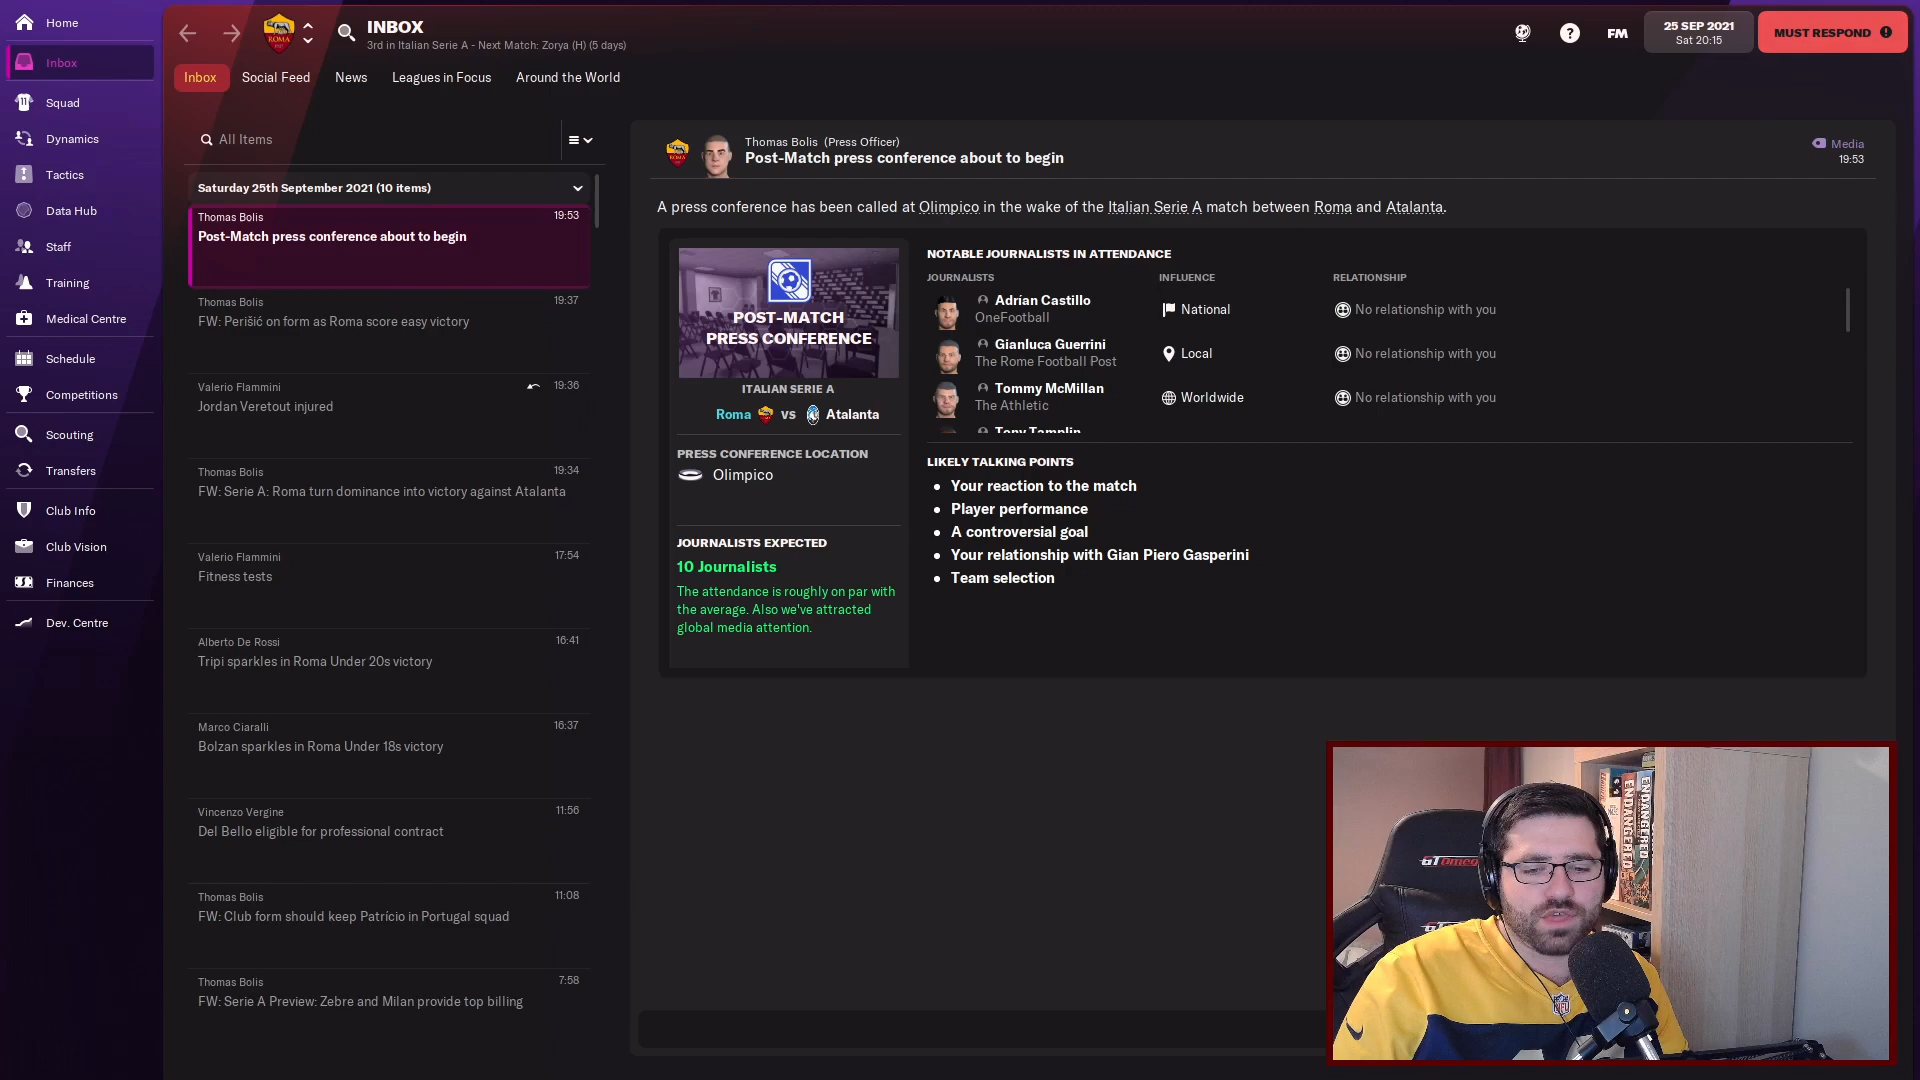 Home
Inbox
Squad
Dynamics
Tactics
Data Hub
Staff
Training
Medical Centre
Schedule
Competitions
Scouting
Transfers
Club Info
Club Vision
Finances
Dev. Centre
ROMA
INBOX
3rd in Italian Serie A - Next Match: Zorya (H) (5 days)
?
FM
25 SEP 2021
Sat 20:15
MUST RESPOND
Inbox
Social Feed
News
Leagues in Focus
Around the World
All Items
Saturday 25th September 2021 (10 items)
Thomas Bolis 19:53
Post-Match press conference about to begin
Thomas Bolis 19:37
FW: Perišić on form as Roma score easy victory
Valerio Flammini 19:36
Jordan Veretout injured
Thomas Bolis 19:34
FW: Serie A: Roma turn dominance into victory against Atalanta
Valerio Flammini 17:54
Fitness tests
Alberto De Rossi 16:41
Tripi sparkles in Roma Under 20s victory
Marco Ciaralli 16:37
Bolzan sparkles in Roma Under 18s victory
Vincenzo Vergine 11:56
Del Bello eligible for professional contract
Thomas Bolis 11:08
FW: Club form should keep Patrício in Portugal squad
Thomas Bolis 7:58
FW: Serie A Preview: Zebre and Milan provide top billing
Thomas Bolis (Press Officer)
Post-Match press conference about to begin
Media
19:53
A press conference has been called at Olimpico in the wake of the Italian Serie A match between Roma and Atalanta.
POST-MATCH
PRESS CONFERENCE
ITALIAN SERIE A
Roma vs Atalanta
PRESS CONFERENCE LOCATION
Olimpico
JOURNALISTS EXPECTED
10 Journalists
The attendance is roughly on par with
the average. Also we've attracted
global media attention.
NOTABLE JOURNALISTS IN ATTENDANCE
JOURNALISTS INFLUENCE RELATIONSHIP
Adrían Castillo
OneFootball
National
No relationship with you
Gianluca Guerrini
The Rome Football Post
Local
No relationship with you
Tommy McMillan
The Athletic
Worldwide
No relationship with you
Tony Tamplin
LIKELY TALKING POINTS
Your reaction to the match
Player performance
A controversial goal
Your relationship with Gian Piero Gasperini
Team selection
ENDANGERED
ENDANGERED
GT Omega
NFL